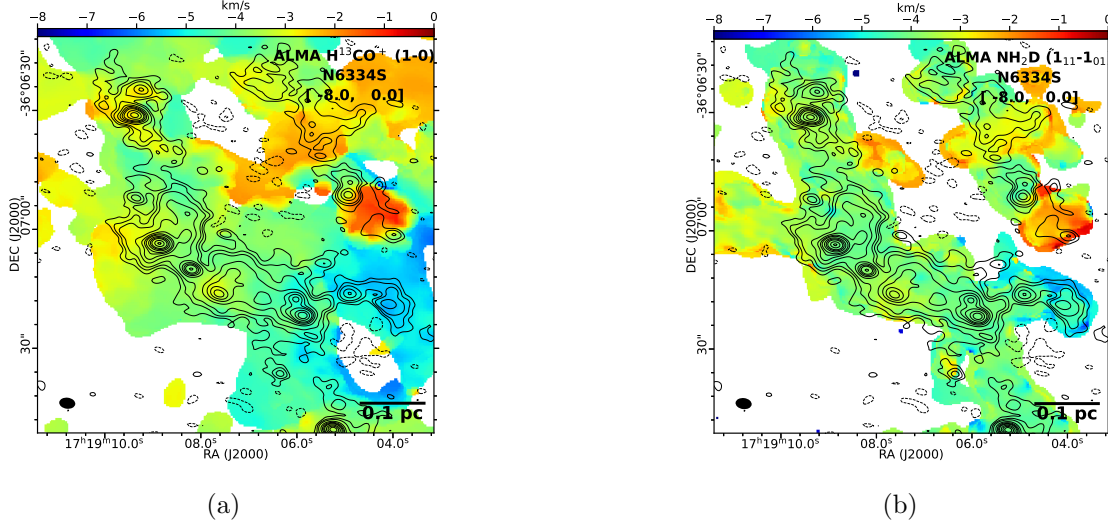 km/s
−8 −7 −6 −5 −4 −3 −2 −1 0
ALMA H¹³CO⁺ (1-0)
N6334S
[ -8.0, 0.0]
DEC (J2000)
-36°06'30"
07'00"
30"
0.1 pc
17ʰ19ᵐ10.0ˢ 08.0ˢ 06.0ˢ 04.0ˢ
RA (J2000)
(a)
km/s
−8 −7 −6 −5 −4 −3 −2 −1 0
ALMA NH₂D (1₁₁-1₀₁
N6334S
[ -8.0, 0.0]
DEC (J2000)
-36°06'30"
07'00"
30"
0.1 pc
17ʰ19ᵐ10.0ˢ 08.0ˢ 06.0ˢ 04.0ˢ
RA (J2000)
(b)